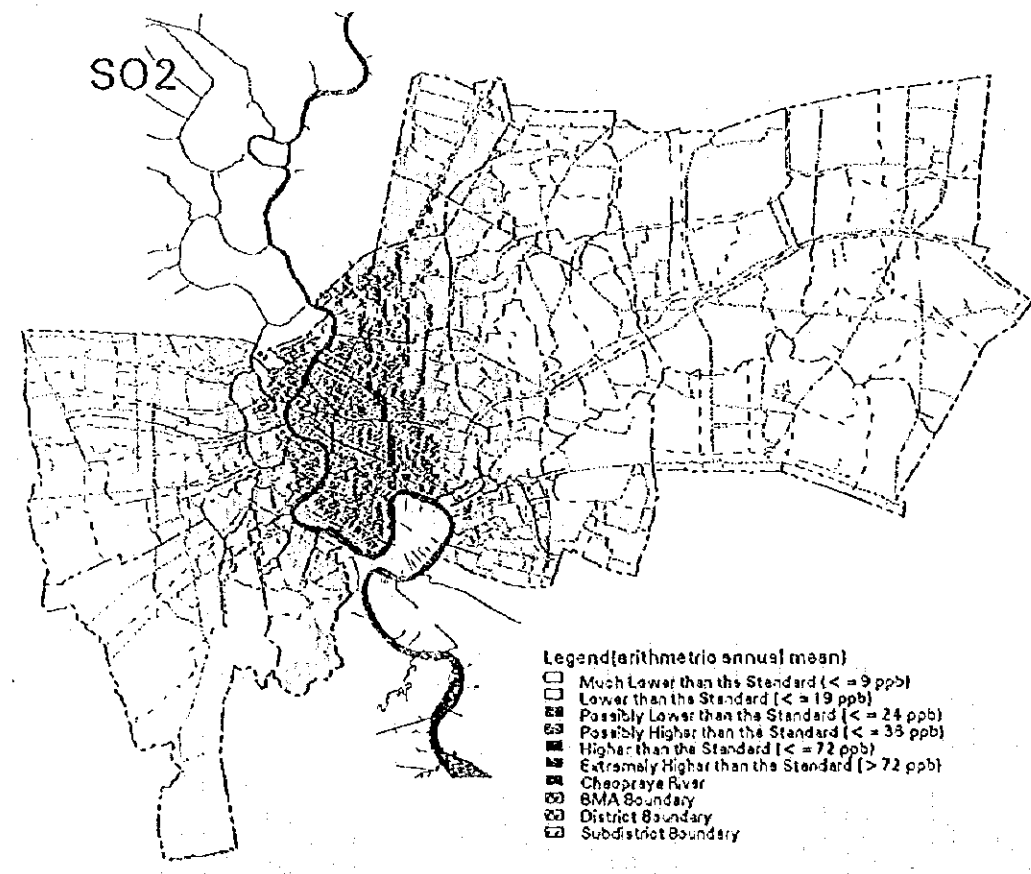 SO2
Legend(arithmetric annual mean)
Much Lower than the Standard (< = 9 ppb)
Lower than the Standard (< = 19 ppb)
Possibly Lower than the Standard (< = 24 ppb)
Possibly Higher than the Standard (< = 33 ppb)
Higher than the Standard (< = 72 ppb)
Extremely Higher than the Standard (> 72 ppb)
Chaopraya River
BMA Boundary
District Boundary
Subdistrict Boundary